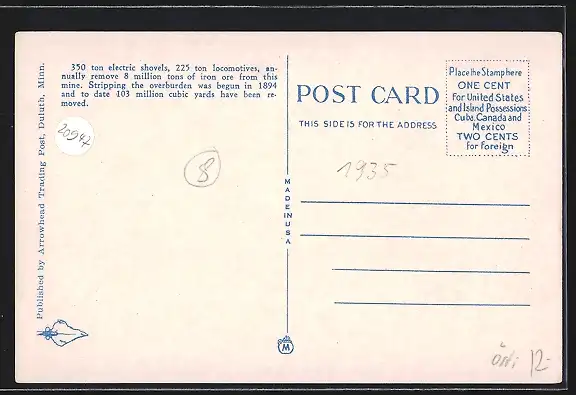 350 ton electric shovels, 225 ton locomotives, an-
nually remove 8 million tons of iron ore from this
mine. Stripping the overburden was begun in 1894
and to date 103 million cubic yards have been re-
moved.
20947
8
Published by Arrowhead Trading Post, Duluth, Minn.
MADE IN USA
M
POST CARD
THIS SIDE IS FOR THE ADDRESS
Place the Stamp here
ONE CENT
For United States
and Island Possessions
Cuba, Canada and
Mexico
TWO CENTS
for Foreign
1935
12-